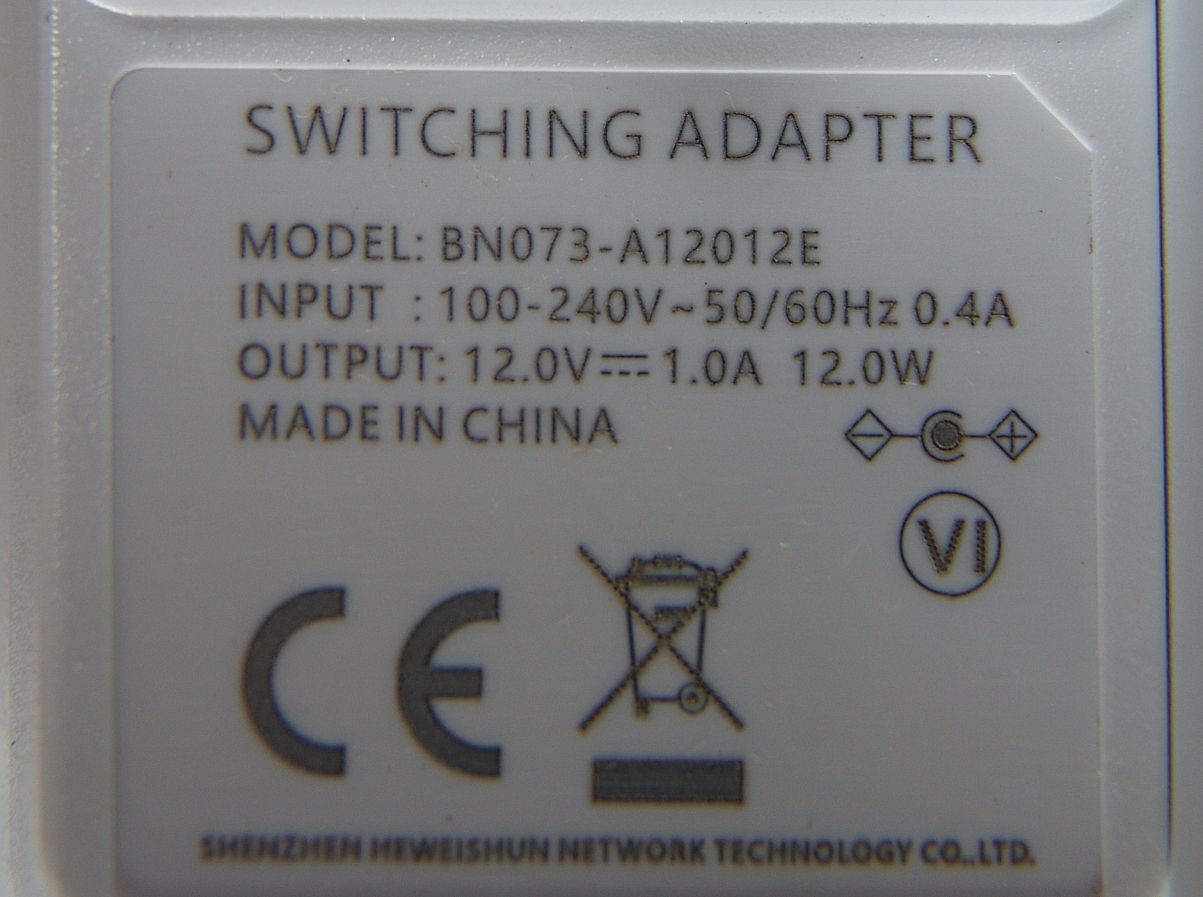 SWITCHING ADAPTER
MODEL: BN073-A12012E
INPUT : 100-240V~50/60Hz 0.4A
OUTPUT: 12.0V⎓1.0A 12.0W
MADE IN CHINA
VI
CE
SHENZHEN HEWEISHUN NETWORK TECHNOLOGY CO.,LTD.